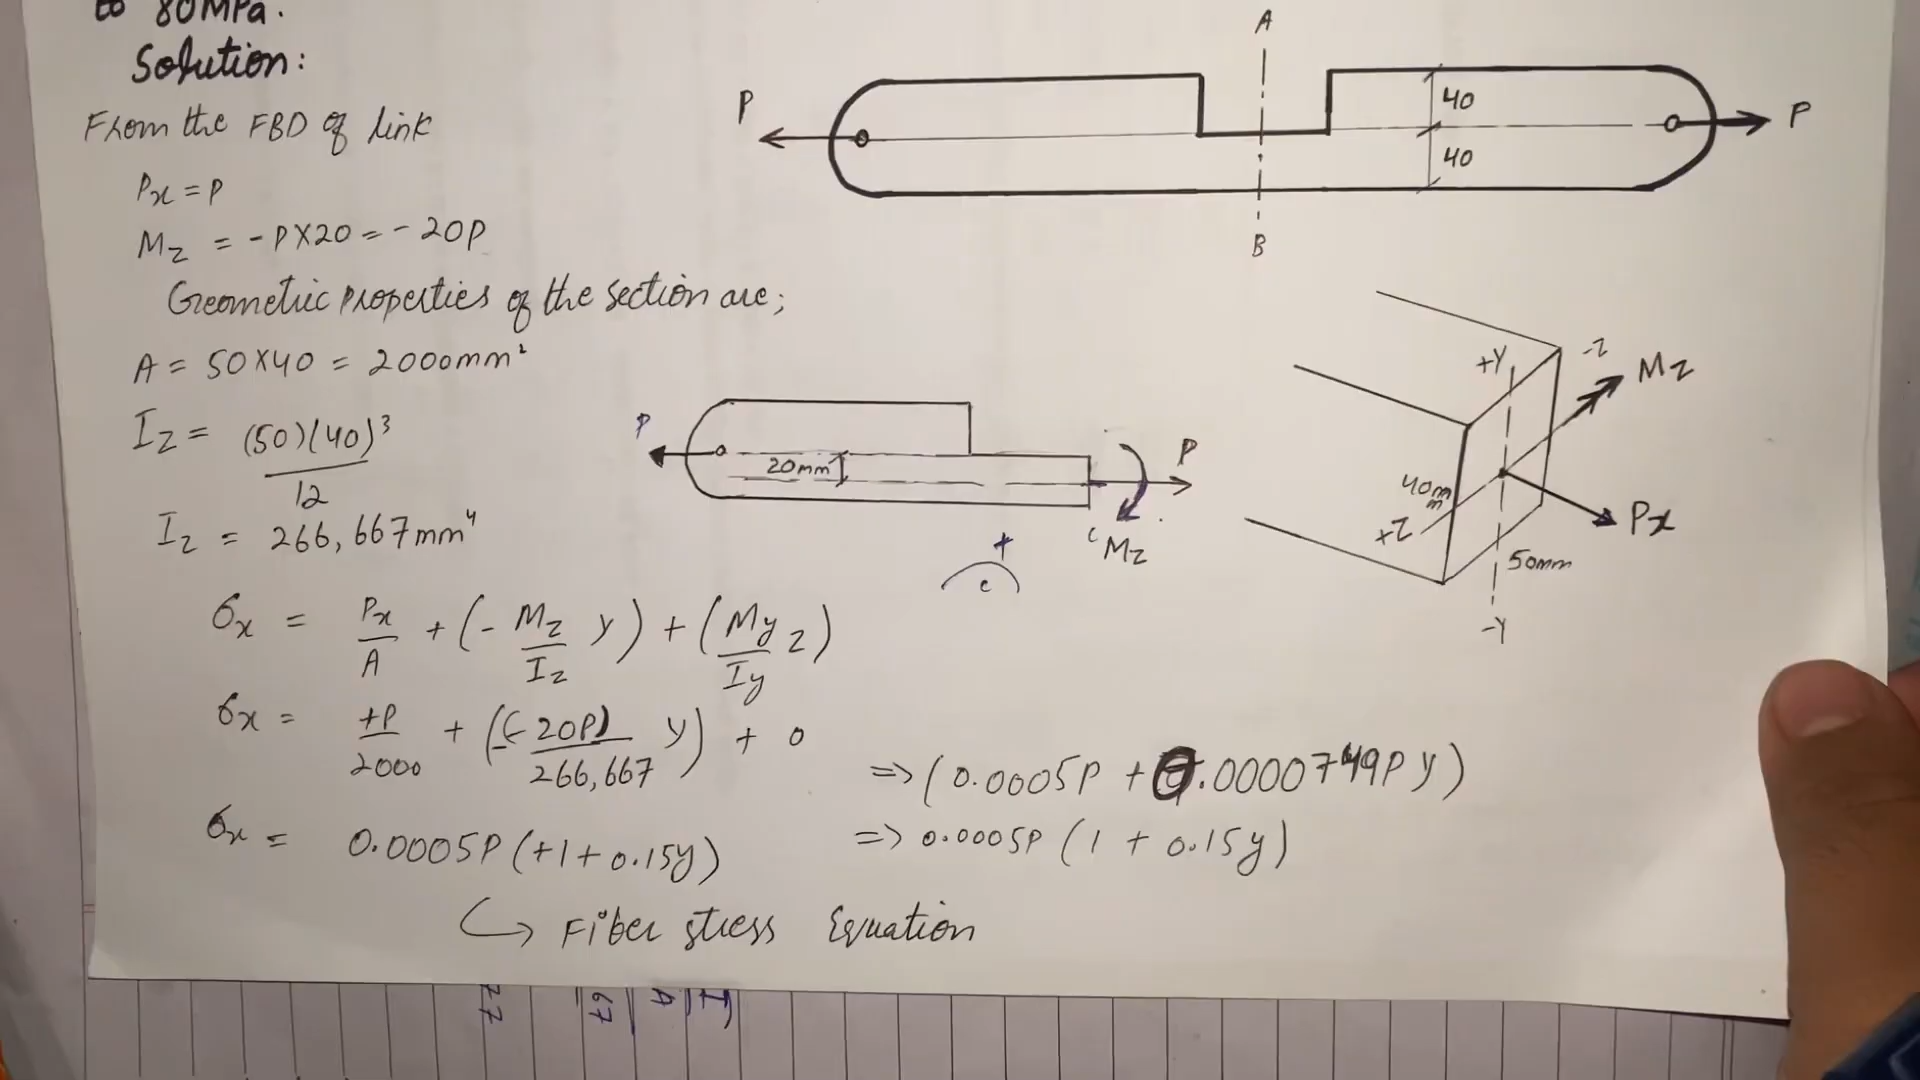 to 80MPa.
Solution:
From the FBD of link
Px = P
Mz = -P×20 = -20P
Geometric properties of the section are;
A = 50×40 = 2000mm²
Iz = (50)(40)³ / 12
Iz = 266,667mm⁴
σx = Px/A + (- Mz/Iz y) + (My/Iy z)
σx = +P/2000 + (-(-20P)/266,667 y) + 0
=> (0.0005P + 0.0000749P y)
σx = 0.0005P (+1+0.15y)
=> 0.0005P (1 + 0.15y)
↳ Fiber stress Equation
A
P
P
40
40
B
P
20mm
P
Mz
+
c
+Y
-Z
Mz
40mm
+Z
Px
50mm
-Y
77
67
A
I